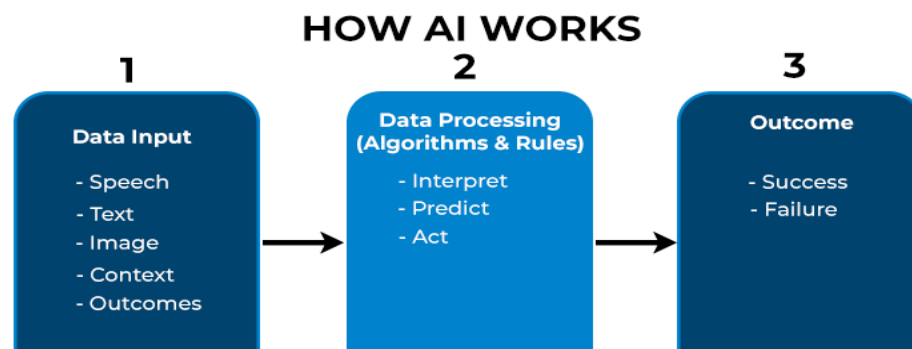 HOW AI WORKS
1
Data Input
- Speech
- Text
- Image
- Context
- Outcomes
2
Data Processing
(Algorithms & Rules)
- Interpret
- Predict
- Act
3
Outcome
- Success
- Failure